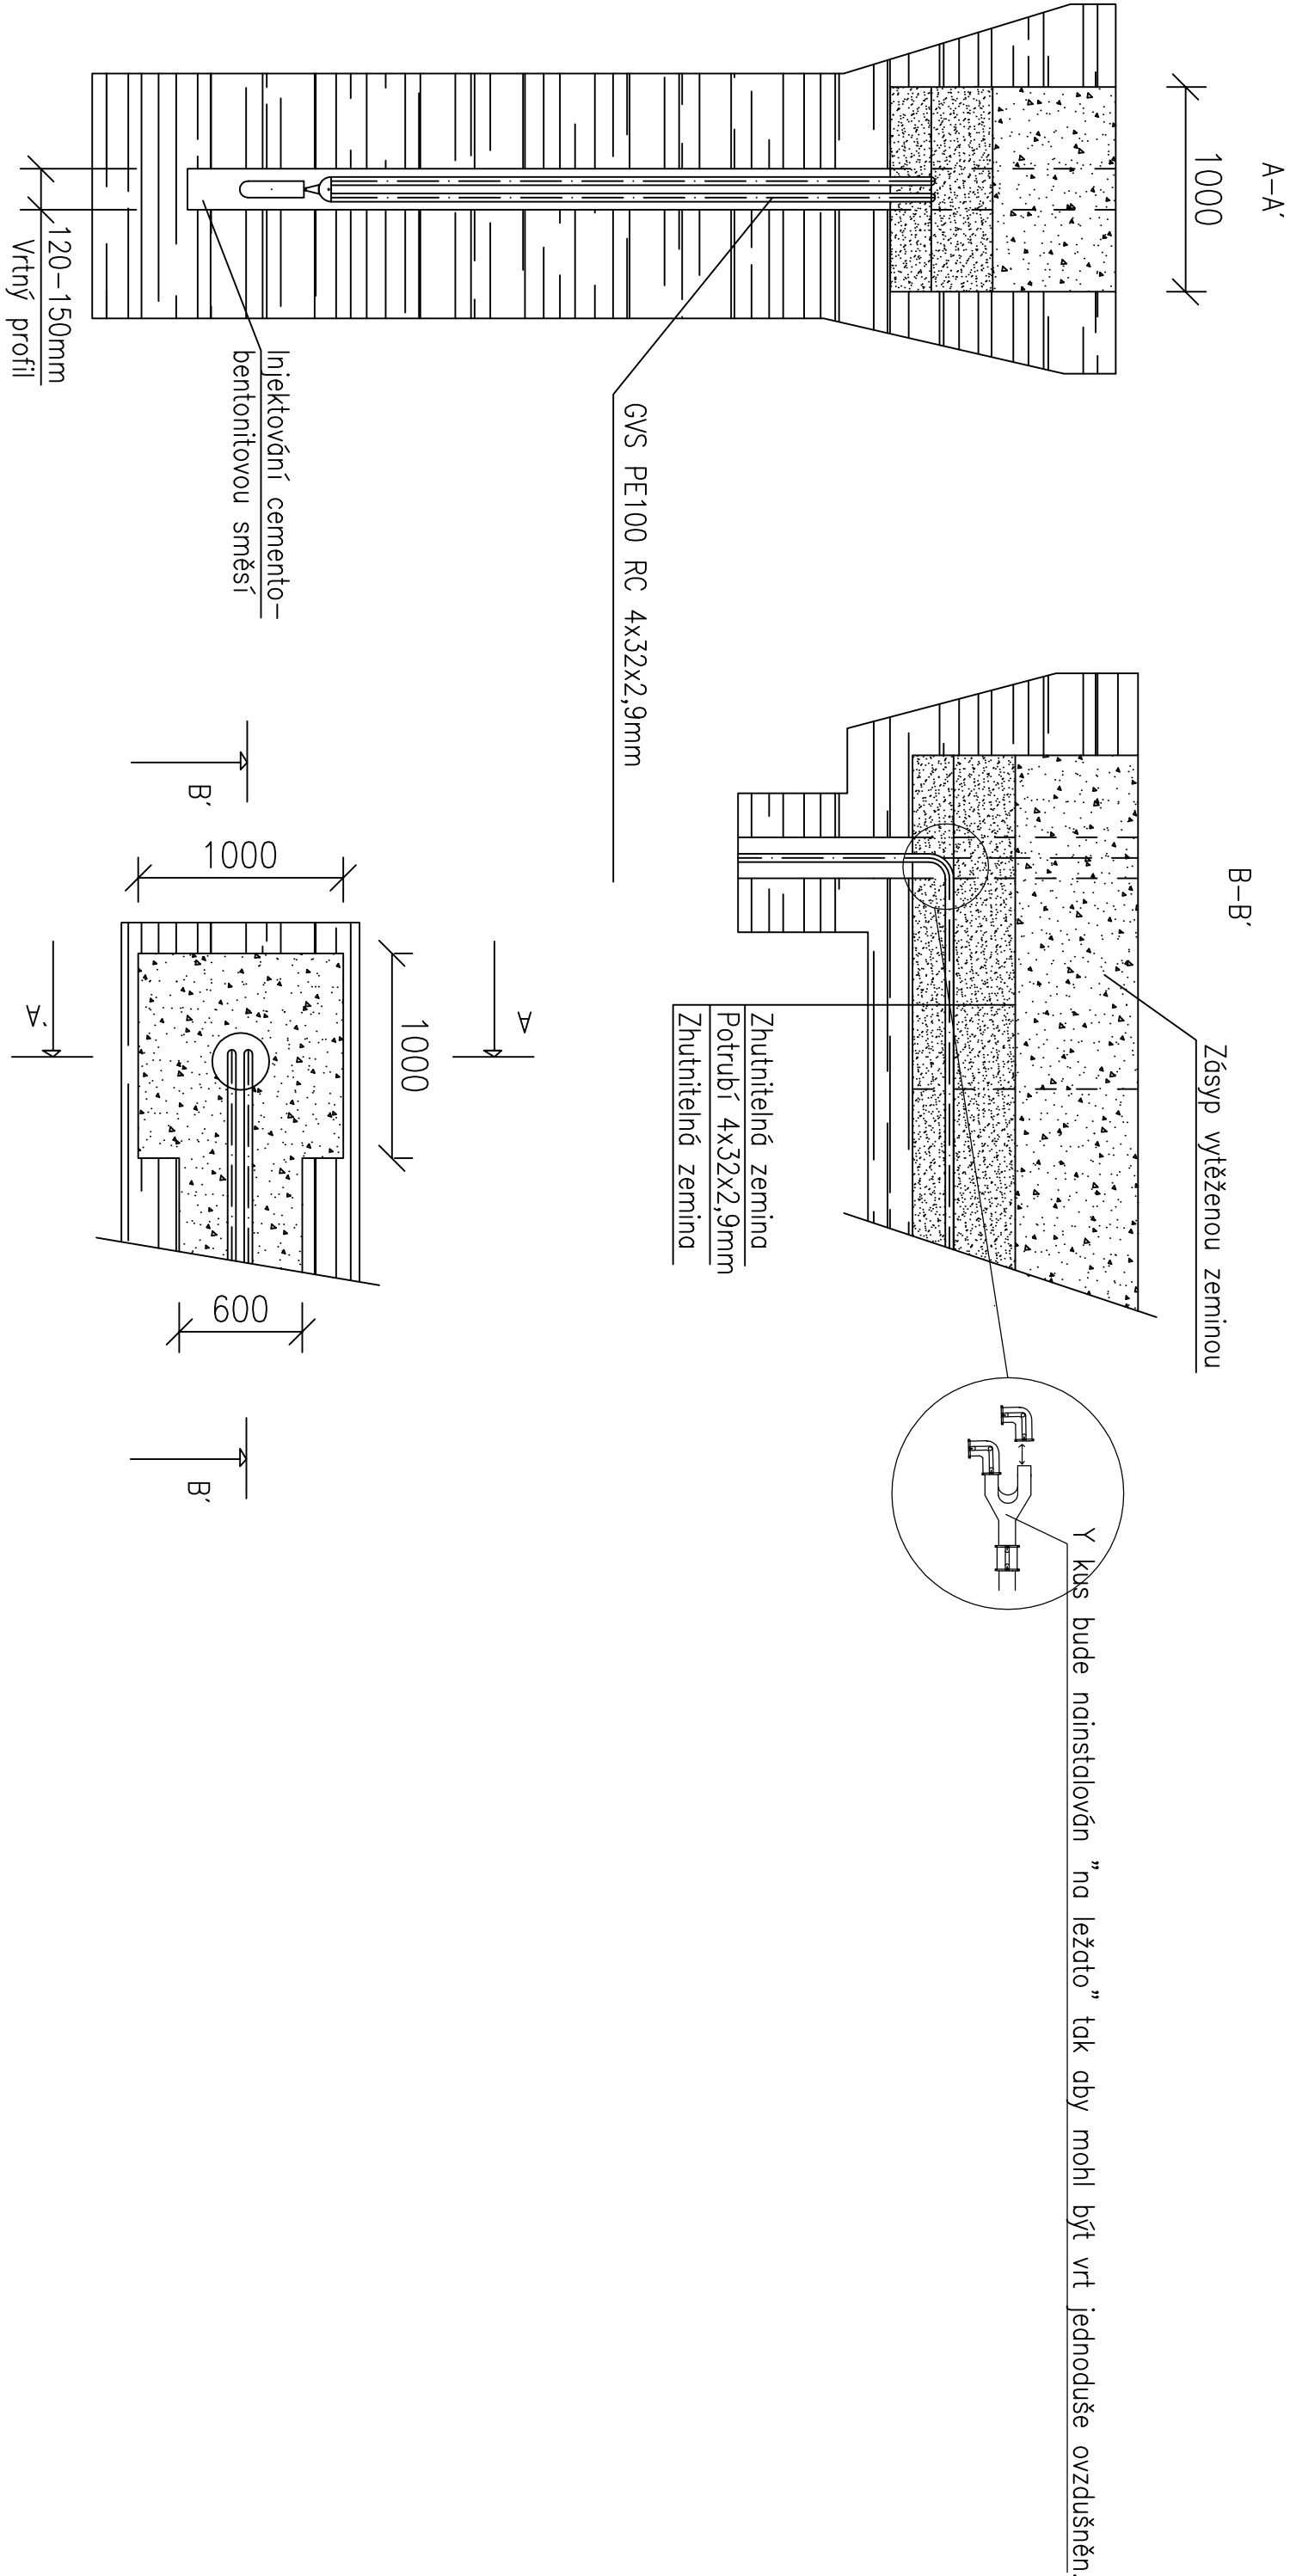 A-A´
1000
120-150mm
Vrtný profil
Injektování cemento-
bentonitovou směsí
GVS PE100 RC 4x32x2,9mm
B-B´
Zásyp vytěženou zeminou
Zhutnitelná zemina
Potrubí 4x32x2,9mm
Zhutnitelná zemina
Y kus bude nainstalován "na ležato" tak aby mohl být vrt jednoduše ovzdušněn.
B´
1000
1000
A
A´
600
B´